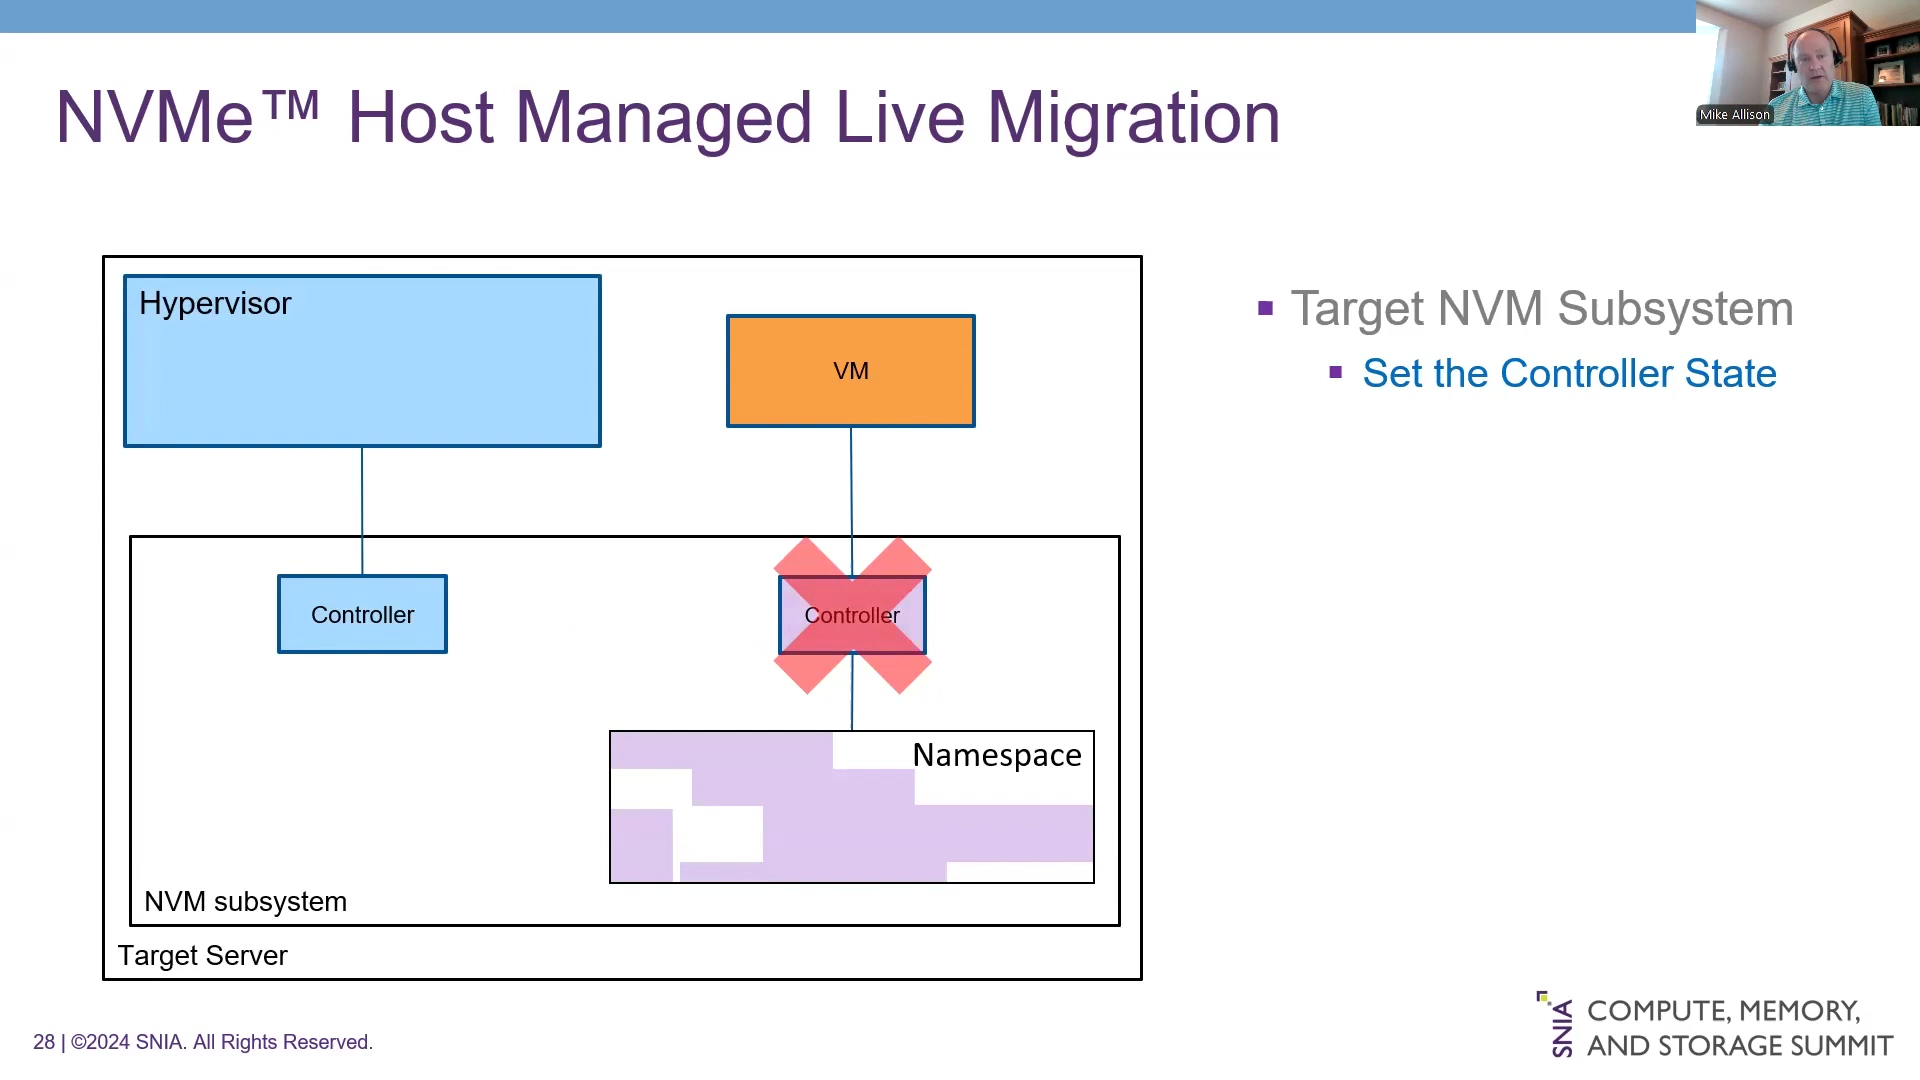 NVMe™ Host Managed Live Migration
Mike Allison
Hypervisor
VM
Controller
Controller
Namespace
NVM subsystem
Target Server
Target NVM Subsystem
Set the Controller State
28 | ©2024 SNIA. All Rights Reserved.
SNIA
COMPUTE, MEMORY,
AND STORAGE SUMMIT